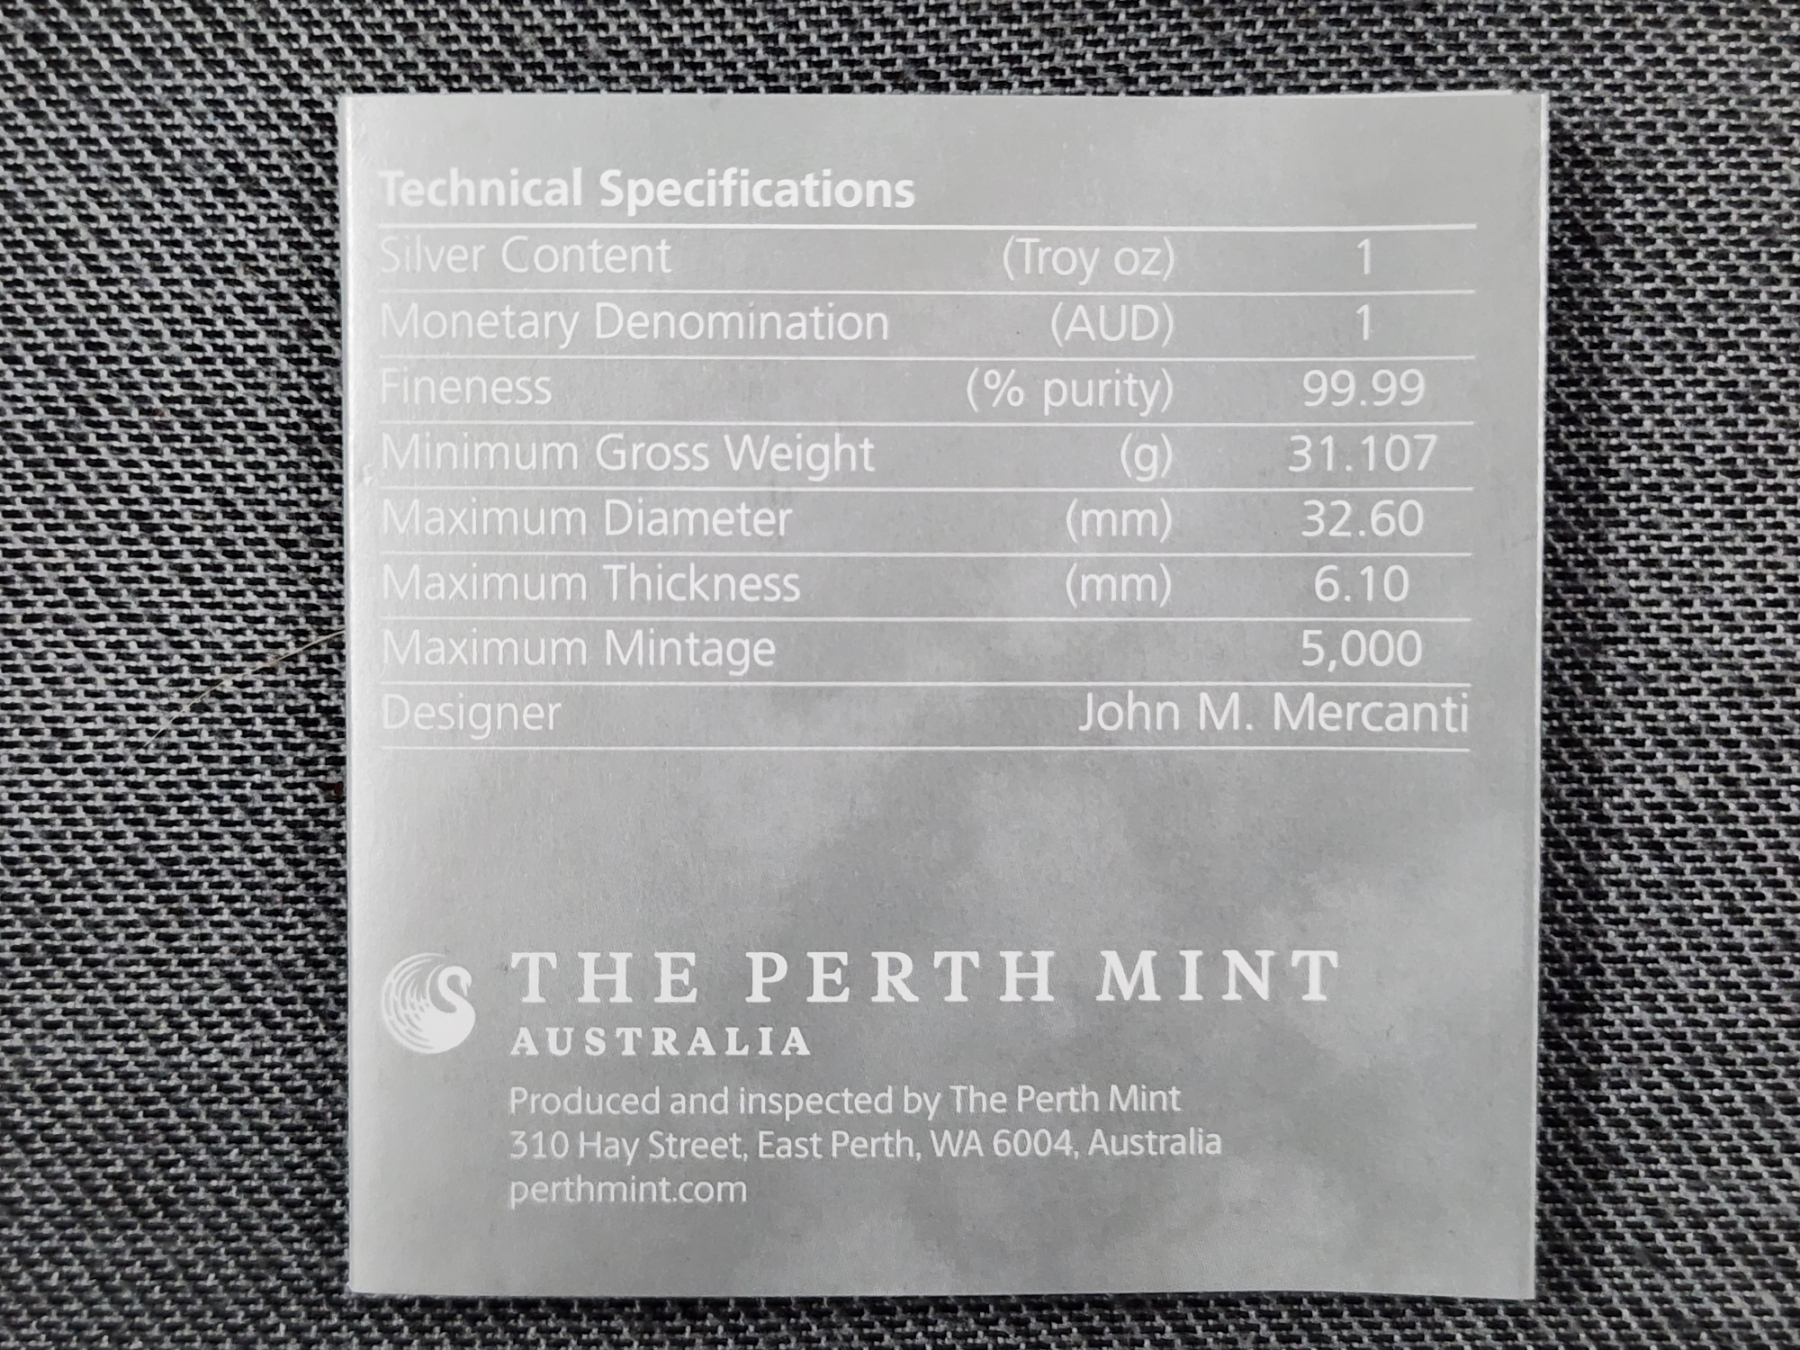 Technical Specifications
Silver Content (Troy oz) 1
Monetary Denomination (AUD) 1
Fineness (% purity) 99.99
Minimum Gross Weight (g) 31.107
Maximum Diameter (mm) 32.60
Maximum Thickness (mm) 6.10
Maximum Mintage 5,000
Designer John M. Mercanti
THE PERTH MINT
AUSTRALIA
Produced and inspected by The Perth Mint
310 Hay Street, East Perth, WA 6004, Australia
perthmint.com